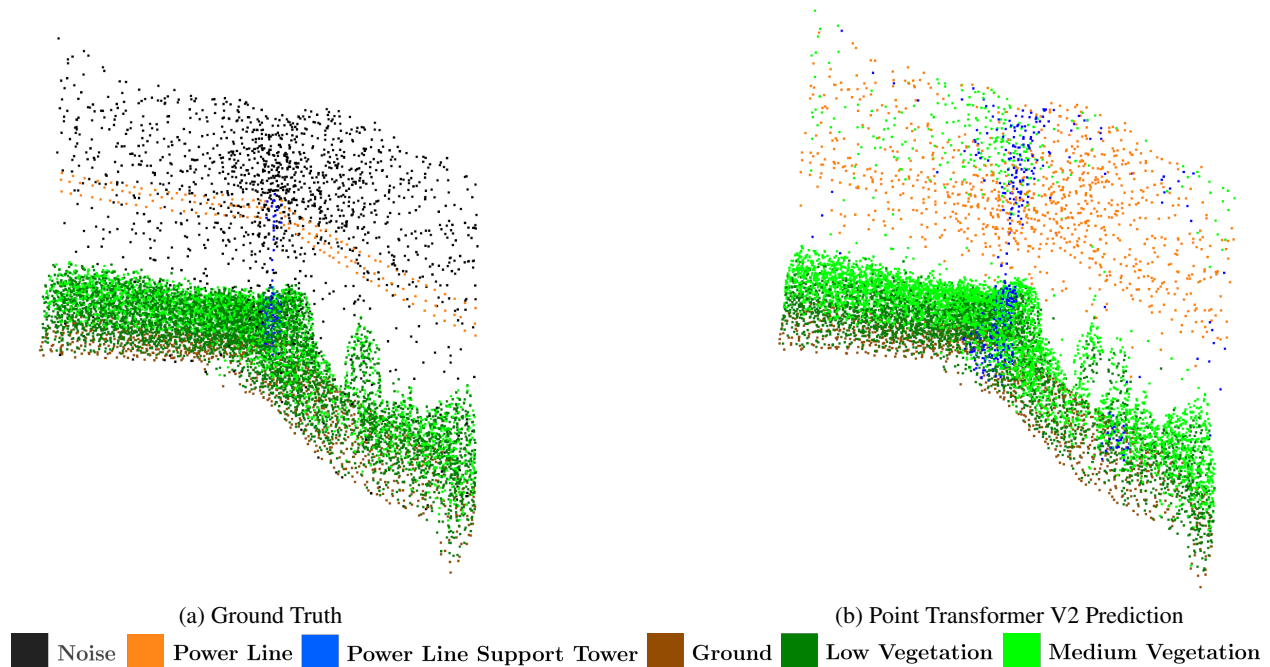 (a) Ground Truth
(b) Point Transformer V2 Prediction
Noise Power Line Power Line Support Tower Ground Low Vegetation Medium Vegetation